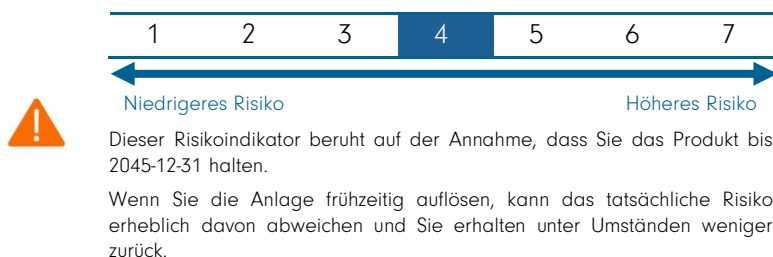 1 2 3 4 5 6 7
Niedrigeres Risiko Höheres Risiko
Dieser Risikoindikator beruht auf der Annahme, dass Sie das Produkt bis
2045-12-31 halten.
Wenn Sie die Anlage frühzeitig auflösen, kann das tatsächliche Risiko
erheblich davon abweichen und Sie erhalten unter Umständen weniger
zurück.